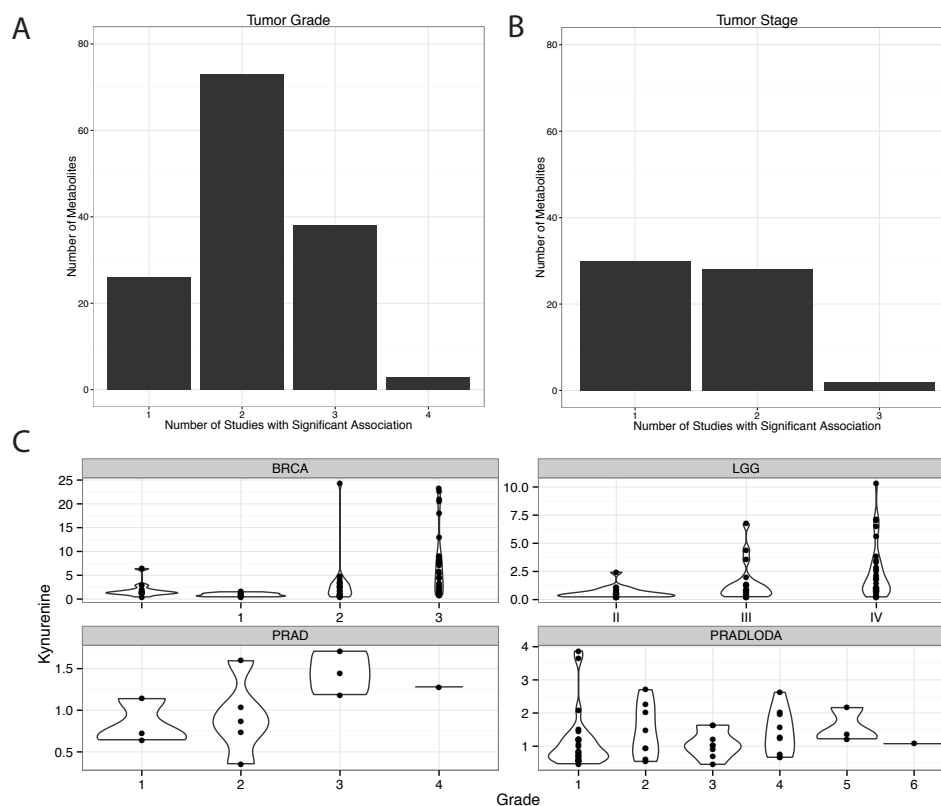 A
Tumor Grade
80
60
40
20
0
Number of Metabolites
1 2 3 4
Number of Studies with Significant Association
B
Tumor Stage
80
60
40
20
0
Number of Metabolites
1 2 3
Number of Studies with Significant Association
C
Kynurenine
BRCA
25
20
15
10
5
0
1 2 3
LGG
10.0
7.5
5.0
2.5
0.0
II III IV
PRAD
1.5
1.0
0.5
1 2 3 4
PRADLODA
4
3
2
1
1 2 3 4 5 6
Grade